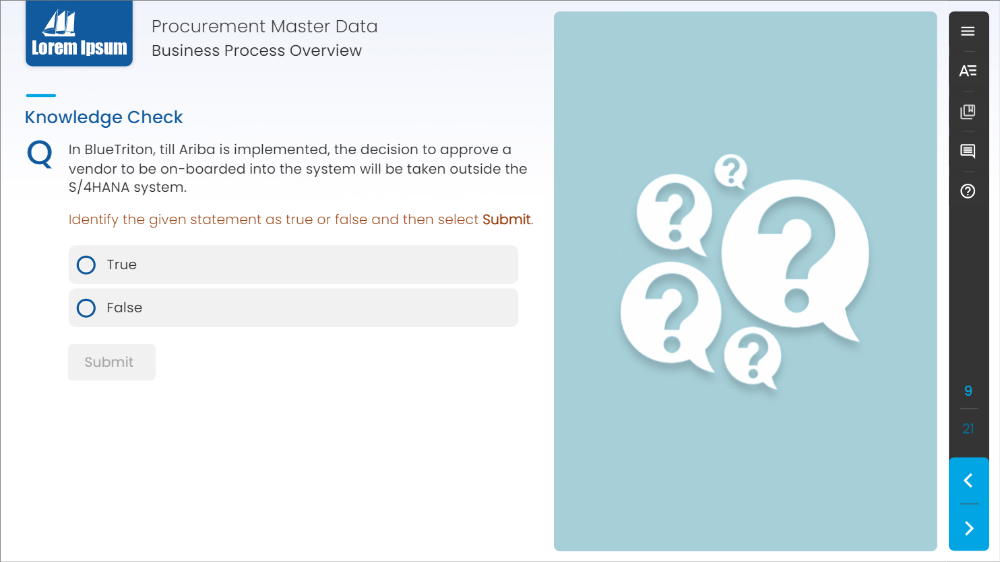 Lorem Ipsum
Procurement Master Data
Business Process Overview
Knowledge Check
Q
In BlueTriton, till Ariba is implemented, the decision to approve a
vendor to be on-boarded into the system will be taken outside the
S/4HANA system.
Identify the given statement as true or false and then select Submit.
True
False
Submit
?
?
?
?
?
A
?
9
21